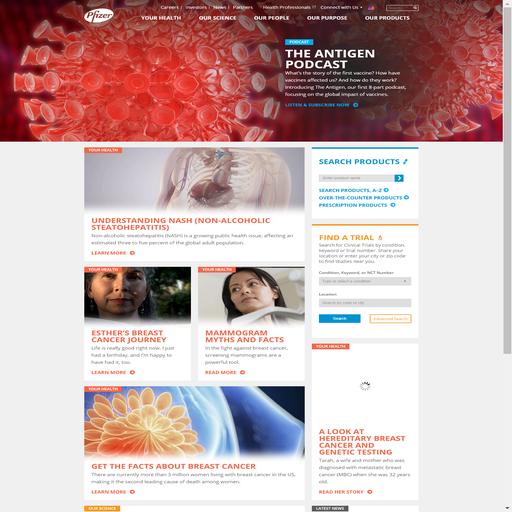 Careers | Investors | News | Partners Health Professionals Connect with Us
Pfizer
YOUR HEALTH OUR SCIENCE OUR PEOPLE OUR PURPOSE OUR PRODUCTS
PODCAST
THE ANTIGEN
PODCAST
What's the story of the first vaccine? How have
vaccines affected us? And how do they work?
Introducing The Antigen, our first 8-part podcast,
focusing on the global impact of vaccines.
LISTEN & SUBSCRIBE NOW
YOUR HEALTH
UNDERSTANDING NASH (NON-ALCOHOLIC
STEATOHEPATITIS)
Non-alcoholic steatohepatitis (NASH) is a growing public health issue, affecting an
estimated three to five percent of the global adult population.
LEARN MORE
YOUR HEALTH
ESTHER'S BREAST
CANCER JOURNEY
Life is really good right now. I just
had a birthday, and I'm happy to
have had it, too.
LEARN MORE
YOUR HEALTH
MAMMOGRAM
MYTHS AND FACTS
In the fight against breast cancer,
screening mammograms are a
powerful tool.
READ MORE
YOUR HEALTH
GET THE FACTS ABOUT BREAST CANCER
There are currently more than 3 million women living with breast cancer in the US,
making it the second leading cause of death among women.
LEARN MORE
OUR SCIENCE
SEARCH PRODUCTS
Enter product name
SEARCH PRODUCTS, A-Z
OVER-THE-COUNTER PRODUCTS
PRESCRIPTION PRODUCTS
FIND A TRIAL
Search for Clinical Trials by condition,
keyword or trial number. Share your
location or enter your city or zip code
to find studies near you.
Condition, Keyword, or NCT Number
Type or select a condition
Location
Search by code or city
Search Advanced Search
YOUR HEALTH
A LOOK AT
HEREDITARY BREAST
CANCER AND
GENETIC TESTING
Tarah, a wife and mother who was
diagnosed with metastatic breast
cancer (MBC) when she was 32 years
old.
READ HER STORY
LATEST NEWS